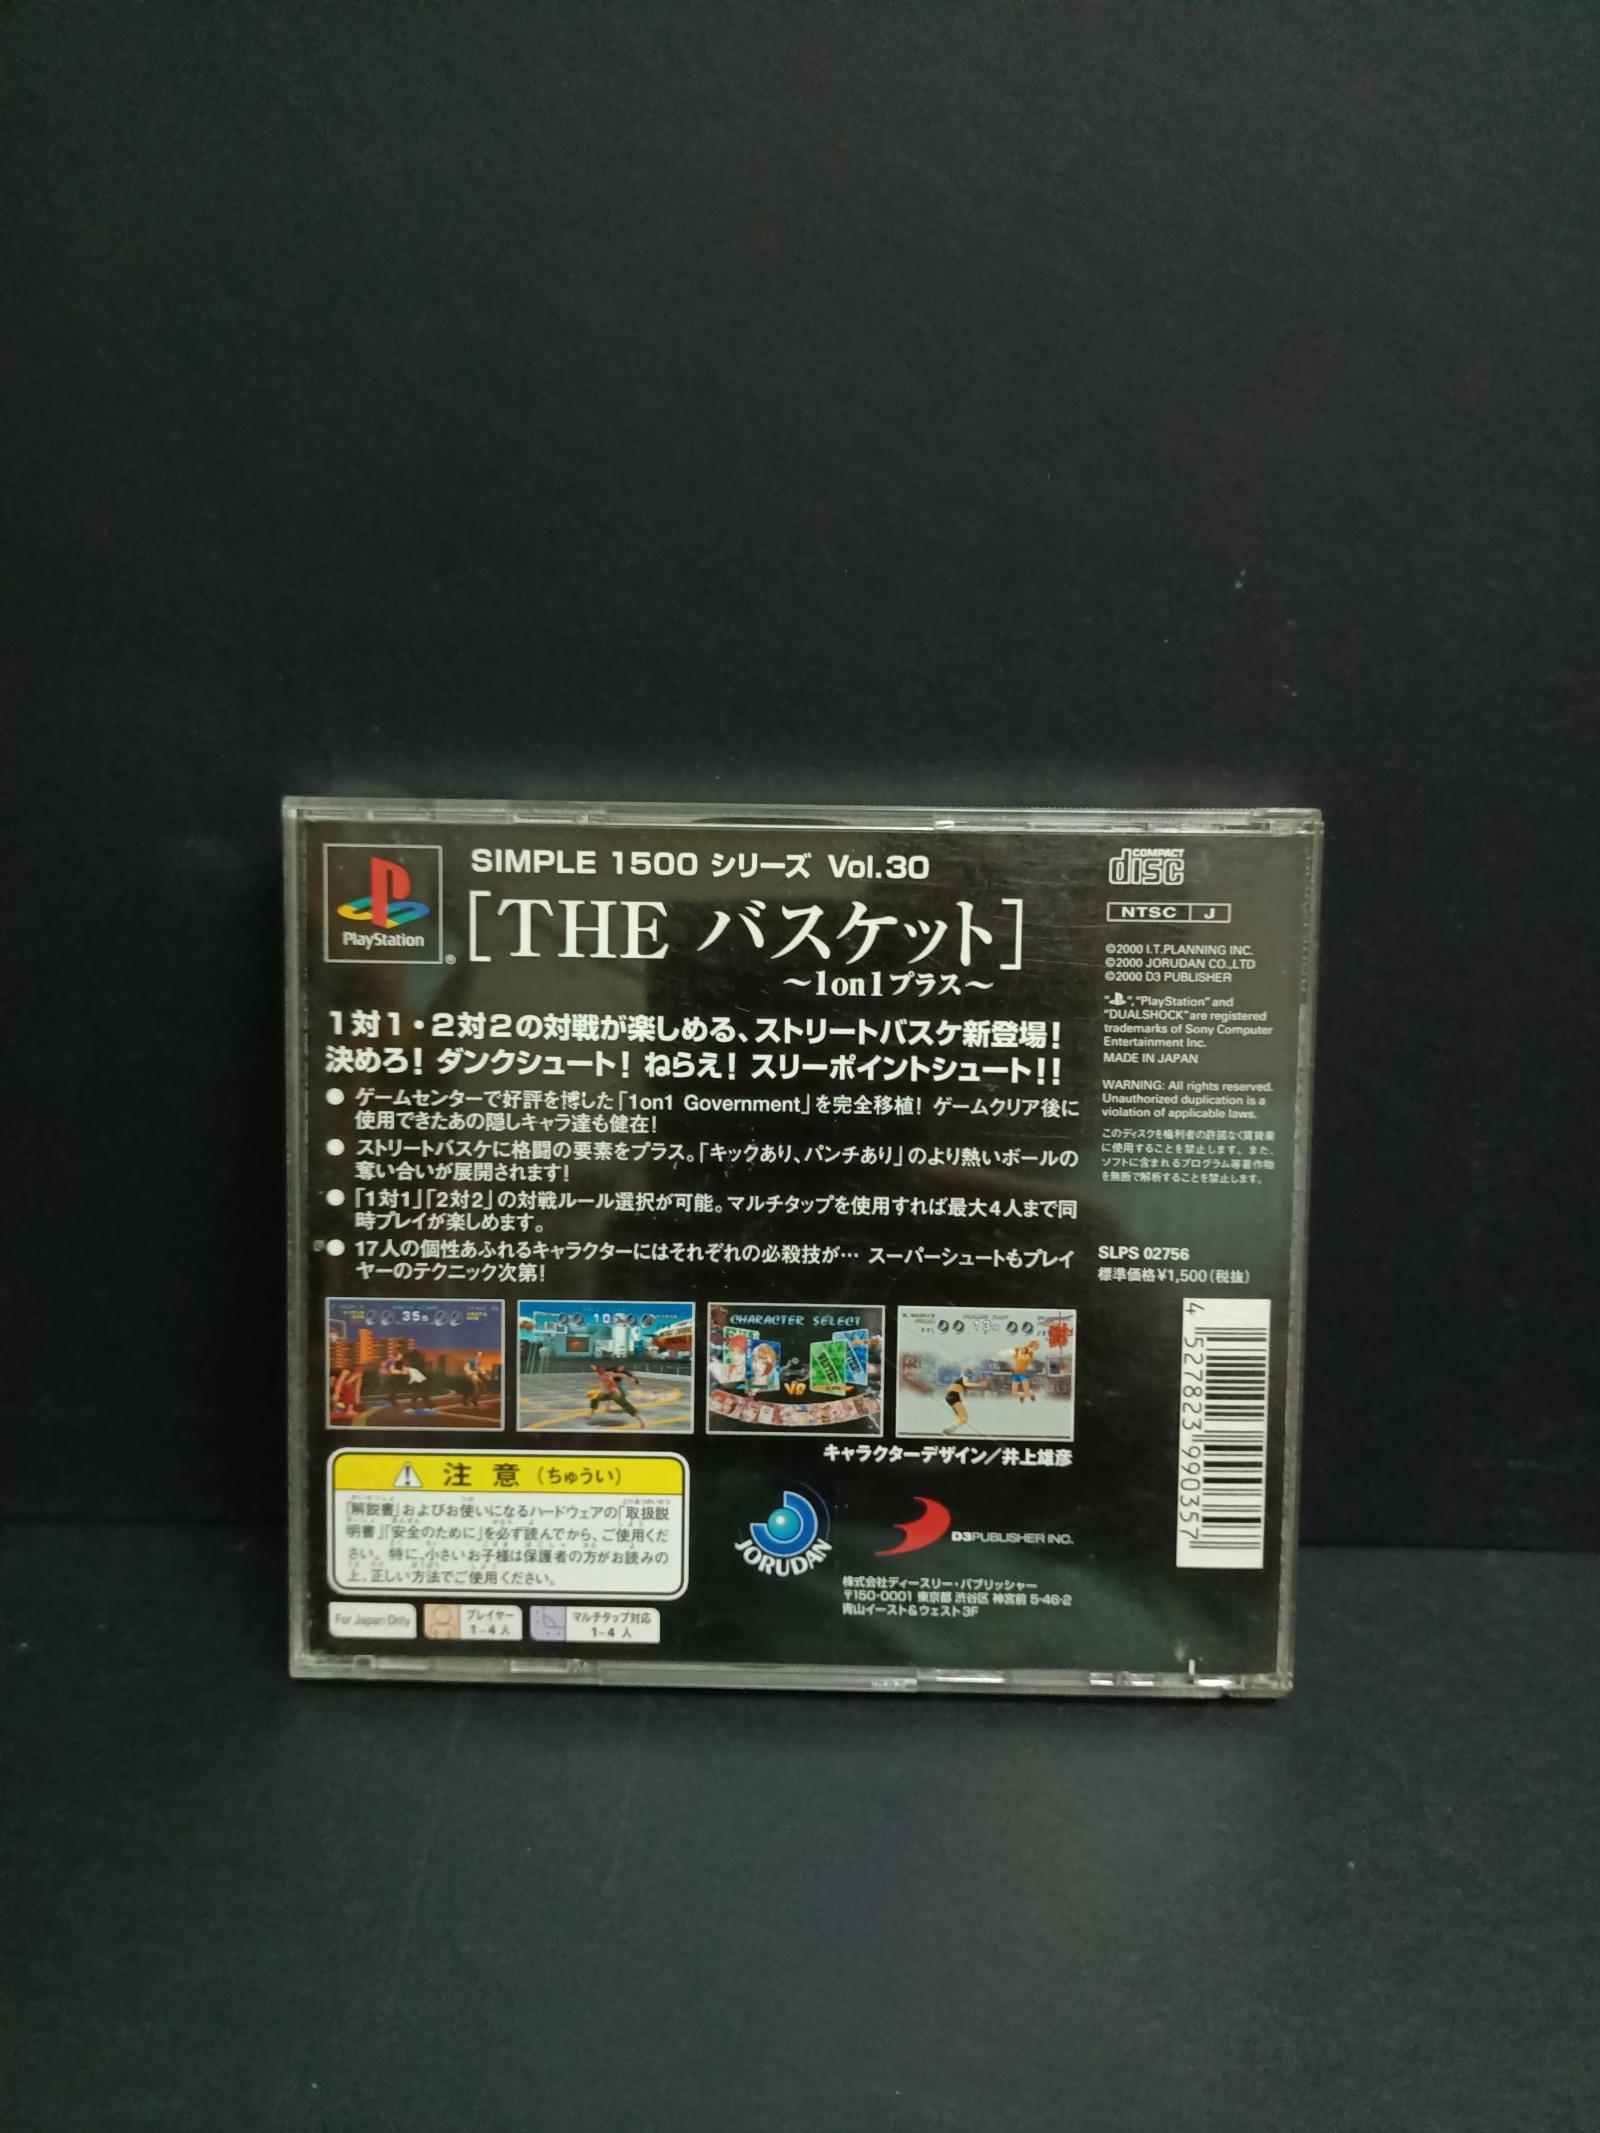 SIMPLE 1500 シリーズ Vol.30
[THE バスケット]
～1on1プラス～
PlayStation
®
1対1・2対2の対戦が楽しめる、ストリートバスケ新登場!
決めろ! ダンクシュート! ねらえ! スリーポイントシュート!!
● ゲームセンターで好評を博した「1on1 Government」を完全移植! ゲームクリア後に
使用できたあの隠しキャラ達も健在!
● ストリートバスケに格闘の要素をプラス。「キックあり、パンチあり」のより熱いボールの
奪い合いが展開されます!
● 「1対1」「2対2」の対戦ルール選択が可能。マルチタップを使用すれば最大4人まで同
時プレイが楽しめます。
● 17人の個性あふれるキャラクターにはそれぞれの必殺技が… スーパーシュートもプレイ
ヤーのテクニック次第!
CHARACTER SELECT
VS
キャラクターデザイン／井上雄彦
注意(ちゅうい)
「解説書」およびお使いになるハードウェアの「取扱説
明書」「安全のために」を必ず読んでから、ご使用くだ
さい。特に、小さいお子様は保護者の方がお読みの
上、正しい方法でご使用ください。
For Japan Only
プレイヤー
1~4人
マルチタップ対応
1~4人
JORUDAN
D3PUBLISHER INC.
株式会社ディースリー・パブリッシャー
〒150-0001 東京都 渋谷区 神宮前 5-46-2
青山イースト&ウェスト3F
COMPACT
disc
NTSC J
©2000 I.T.PLANNING INC.
©2000 JORUDAN CO.,LTD
©2000 D3 PUBLISHER
"PS", "PlayStation" and
"DUALSHOCK" are registered
trademarks of Sony Computer
Entertainment Inc.
MADE IN JAPAN
WARNING: All rights reserved.
Unauthorized duplication is a
violation of applicable laws.
このディスクを権利者の許諾なく賃貸業
に使用することを禁止します。また、
ソフトに含まれるプログラム等著作物
を無断で解析することを禁止します。
SLPS 02756
標準価格¥1,500(税抜)
4 527823 990357